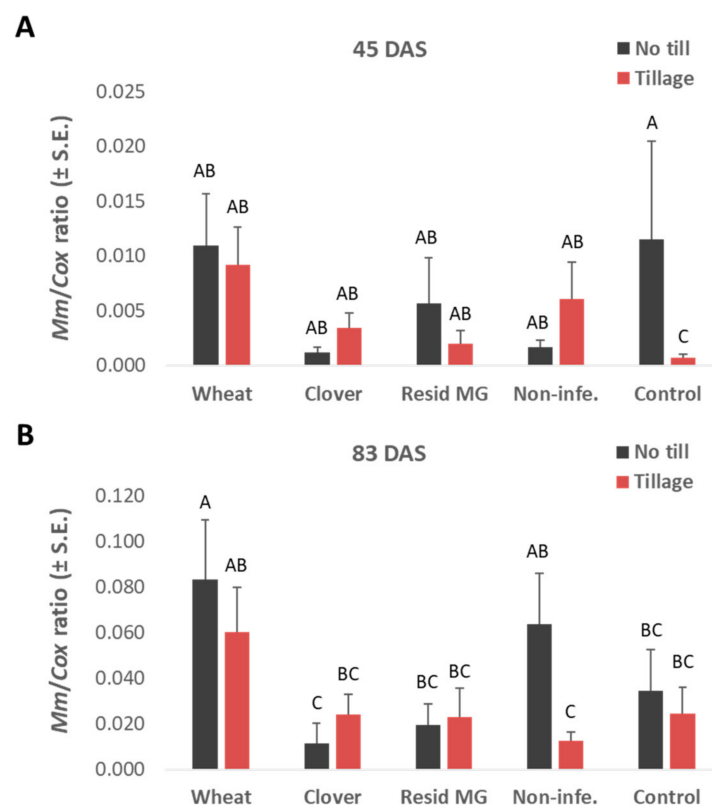 A
45 DAS
No till
Tillage
Mm/Cox ratio (± S.E.)
0.025
0.020
0.015
0.010
0.005
0.000
AB
AB
AB
AB
AB
AB
AB
AB
A
C
Wheat
Clover
Resid MG
Non-infe.
Control
B
83 DAS
No till
Tillage
Mm/Cox ratio (± S.E.)
0.120
0.100
0.080
0.060
0.040
0.020
0.000
A
AB
C
BC
BC
BC
AB
C
BC
BC
Wheat
Clover
Resid MG
Non-infe.
Control